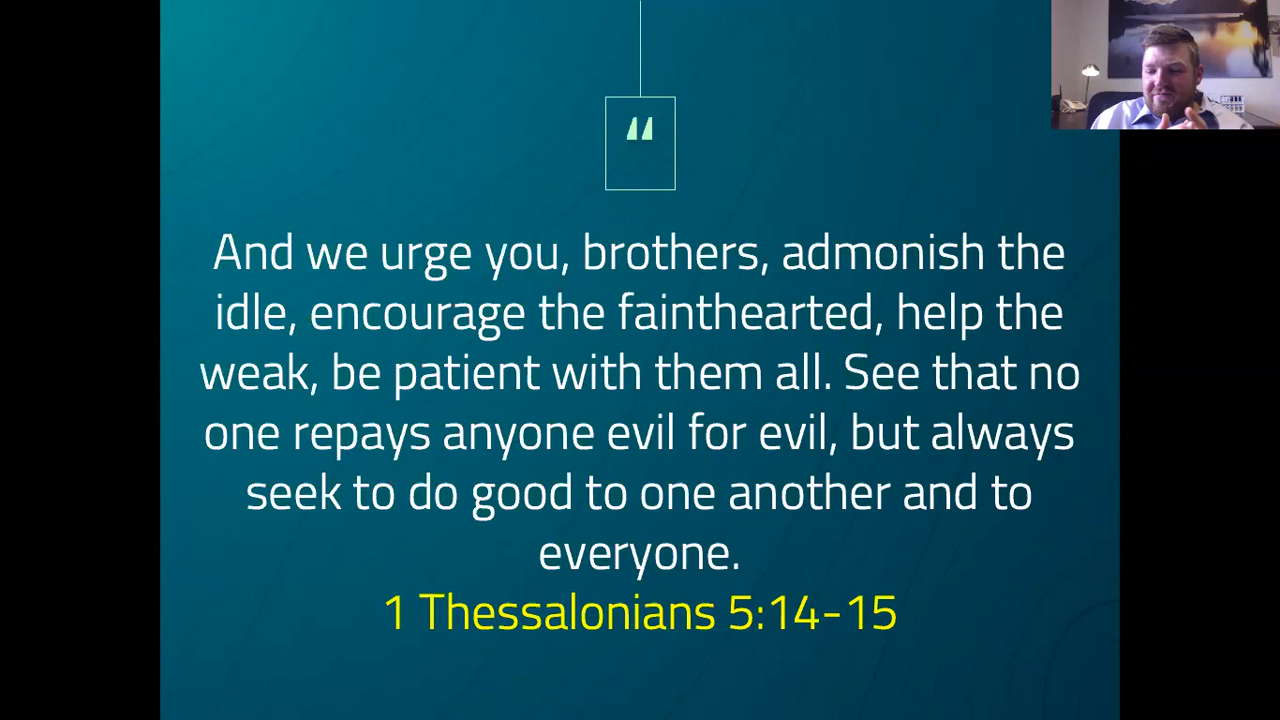 “
And we urge you, brothers, admonish the
idle, encourage the fainthearted, help the
weak, be patient with them all. See that no
one repays anyone evil for evil, but always
seek to do good to one another and to
everyone.
1 Thessalonians 5:14-15